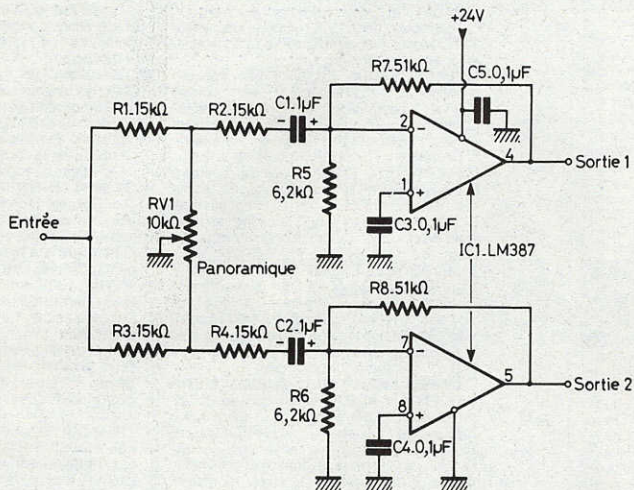 +24V
R7.51kΩ
C5.0,1µF
R1.15kΩ
R2.15kΩ
C1.1µF
- +
2 -
4
Sortie 1
R5
6,2kΩ
1 +
Entrée
RV1
10kΩ
C3.0,1µF
IC1.LM387
Panoramique
R8.51kΩ
R3.15kΩ
R4.15kΩ
C2.1µF
- +
7 -
5
Sortie 2
R6
6,2kΩ
8 +
C4.0,1µF